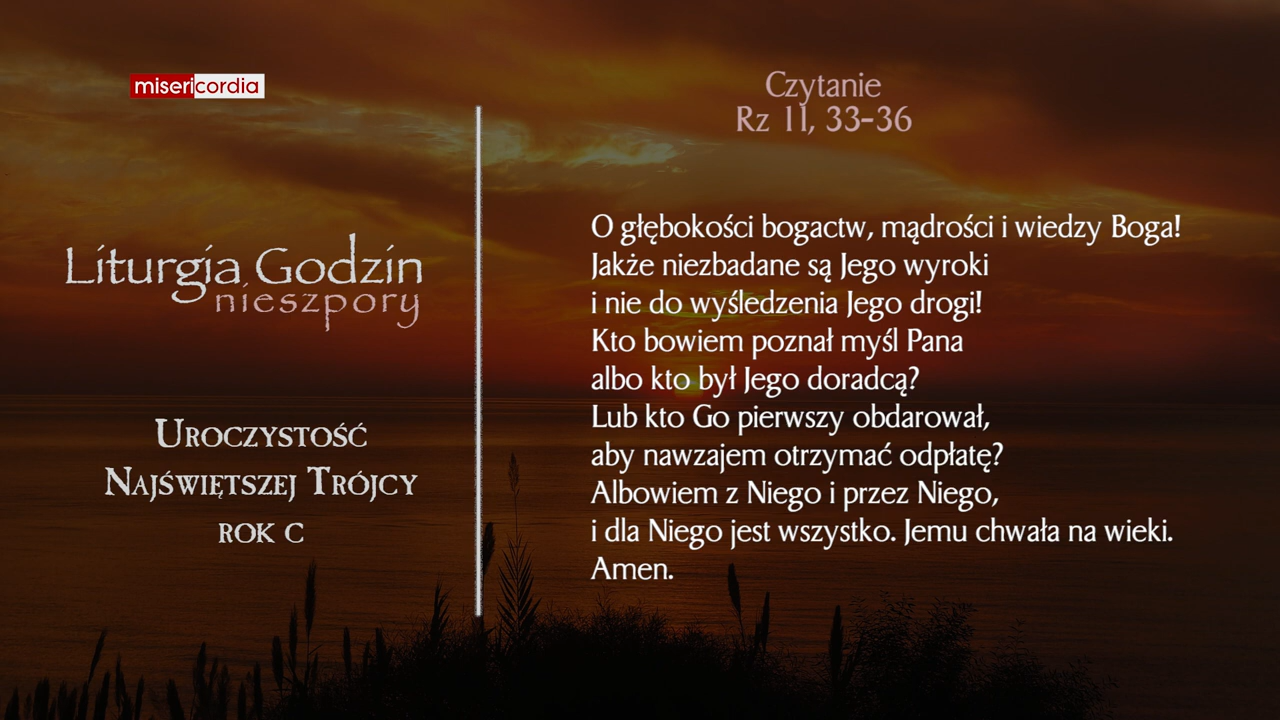 misericordia
Liturgia Godzin
nieszpory
Uroczystość
Najświętszej Trójcy
rok C
Czytanie
Rz 11, 33-36
O głębokości bogactw, mądrości i wiedzy Boga!
Jakże niezbadane są Jego wyroki
i nie do wyśledzenia Jego drogi!
Kto bowiem poznał myśl Pana
albo kto był Jego doradcą?
Lub kto Go pierwszy obdarował,
aby nawzajem otrzymać odpłatę?
Albowiem z Niego i przez Niego,
i dla Niego jest wszystko. Jemu chwała na wieki.
Amen.